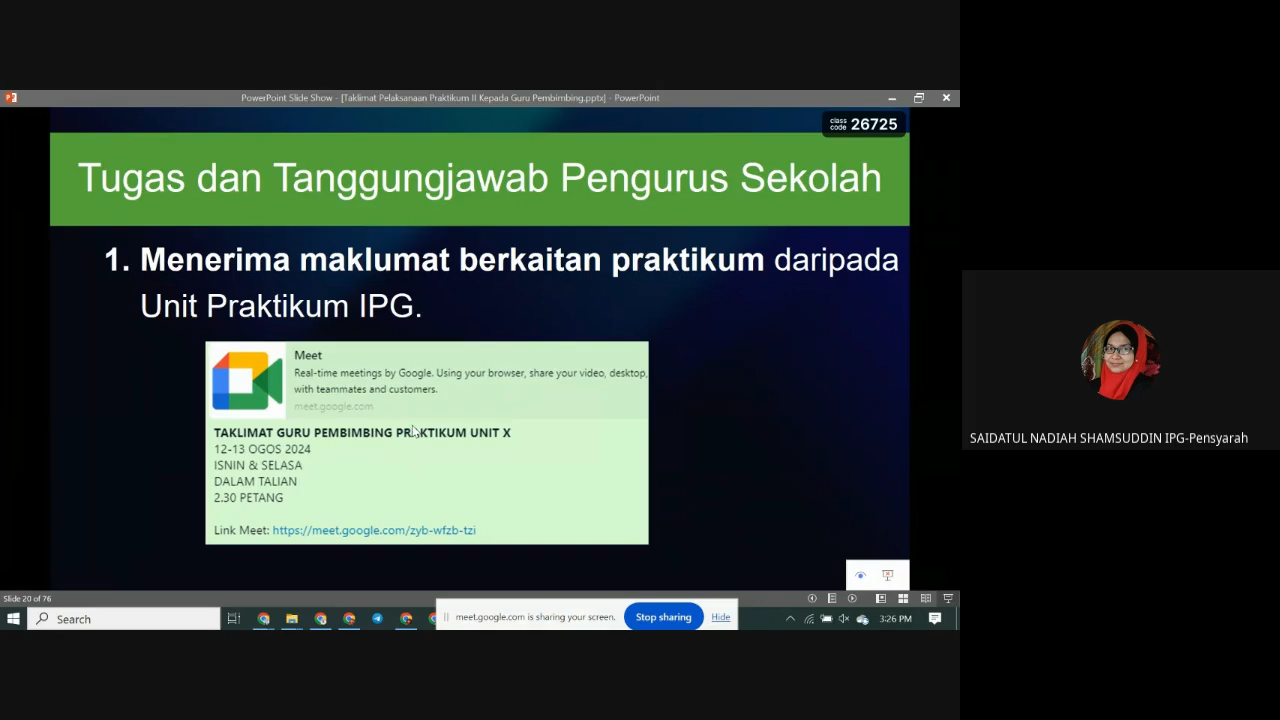 PowerPoint Slide Show - [Taklimat Pelaksanaan Praktikum II Kepada Guru Pembimbing.pptx] - PowerPoint
class code 26725
Tugas dan Tanggungjawab Pengurus Sekolah
1. Menerima maklumat berkaitan praktikum daripada
Unit Praktikum IPG.
Meet
Real-time meetings by Google. Using your browser, share your video, desktop,
with teammates and customers.
meet.google.com
TAKLIMAT GURU PEMBIMBING PRAKTIKUM UNIT X
12-13 OGOS 2024
ISNIN & SELASA
DALAM TALIAN
2.30 PETANG
Link Meet: https://meet.google.com/zyb-wfzb-tzi
SAIDATUL NADIAH SHAMSUDDIN IPG-Pensyarah
Slide 20 of 76
Search
meet.google.com is sharing your screen.
Stop sharing
Hide
3:26 PM